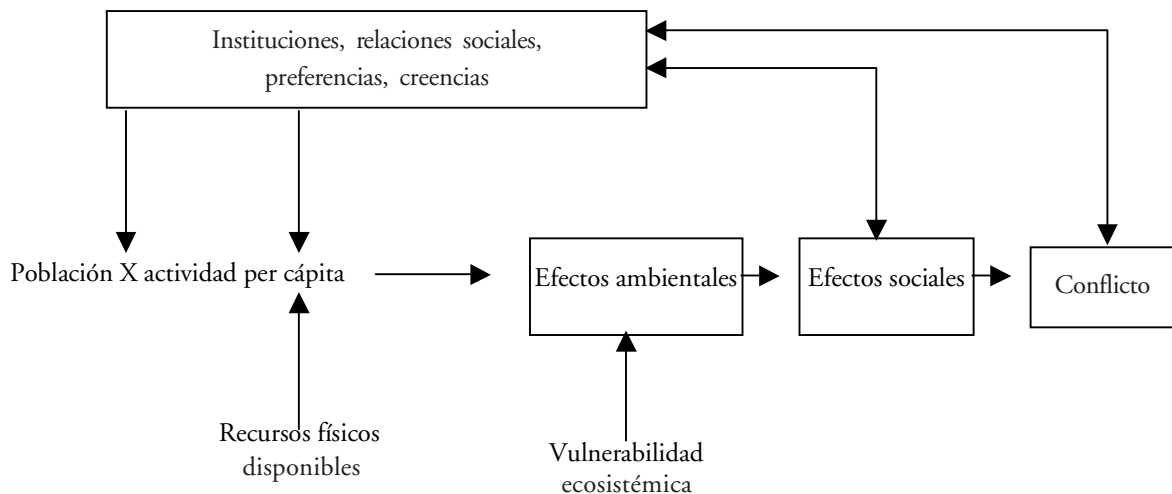 Instituciones, relaciones sociales,
preferencias, creencias
Población X actividad per cápita
Efectos ambientales
Efectos sociales
Conflicto
Recursos físicos
disponibles
Vulnerabilidad
ecosistémica